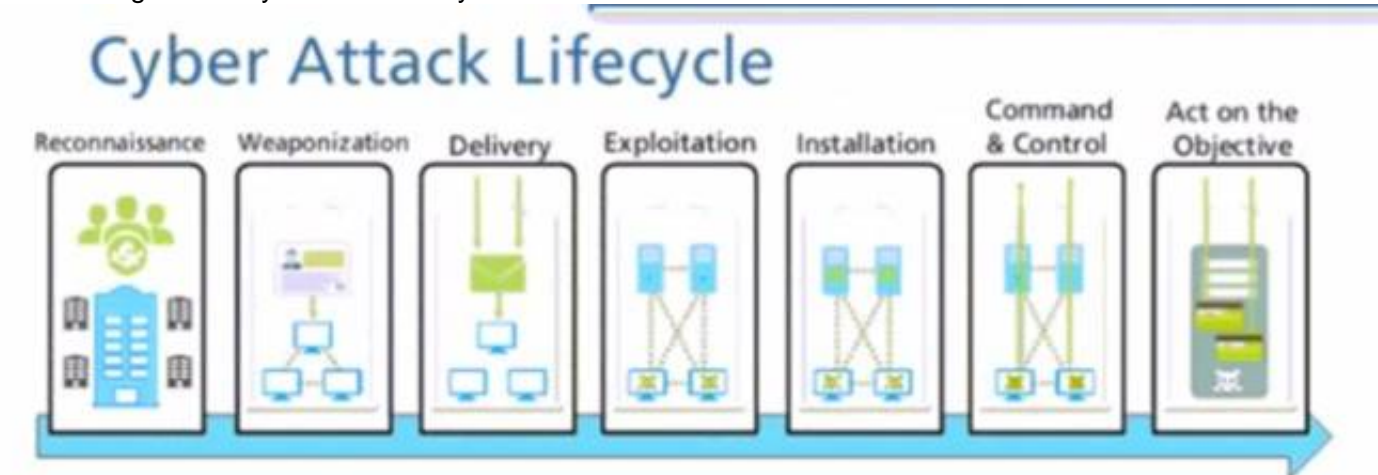 Cyber Attack Lifecycle
Reconnaissance
Weaponization
Delivery
Exploitation
Installation
Command
& Control
Act on the
Objective